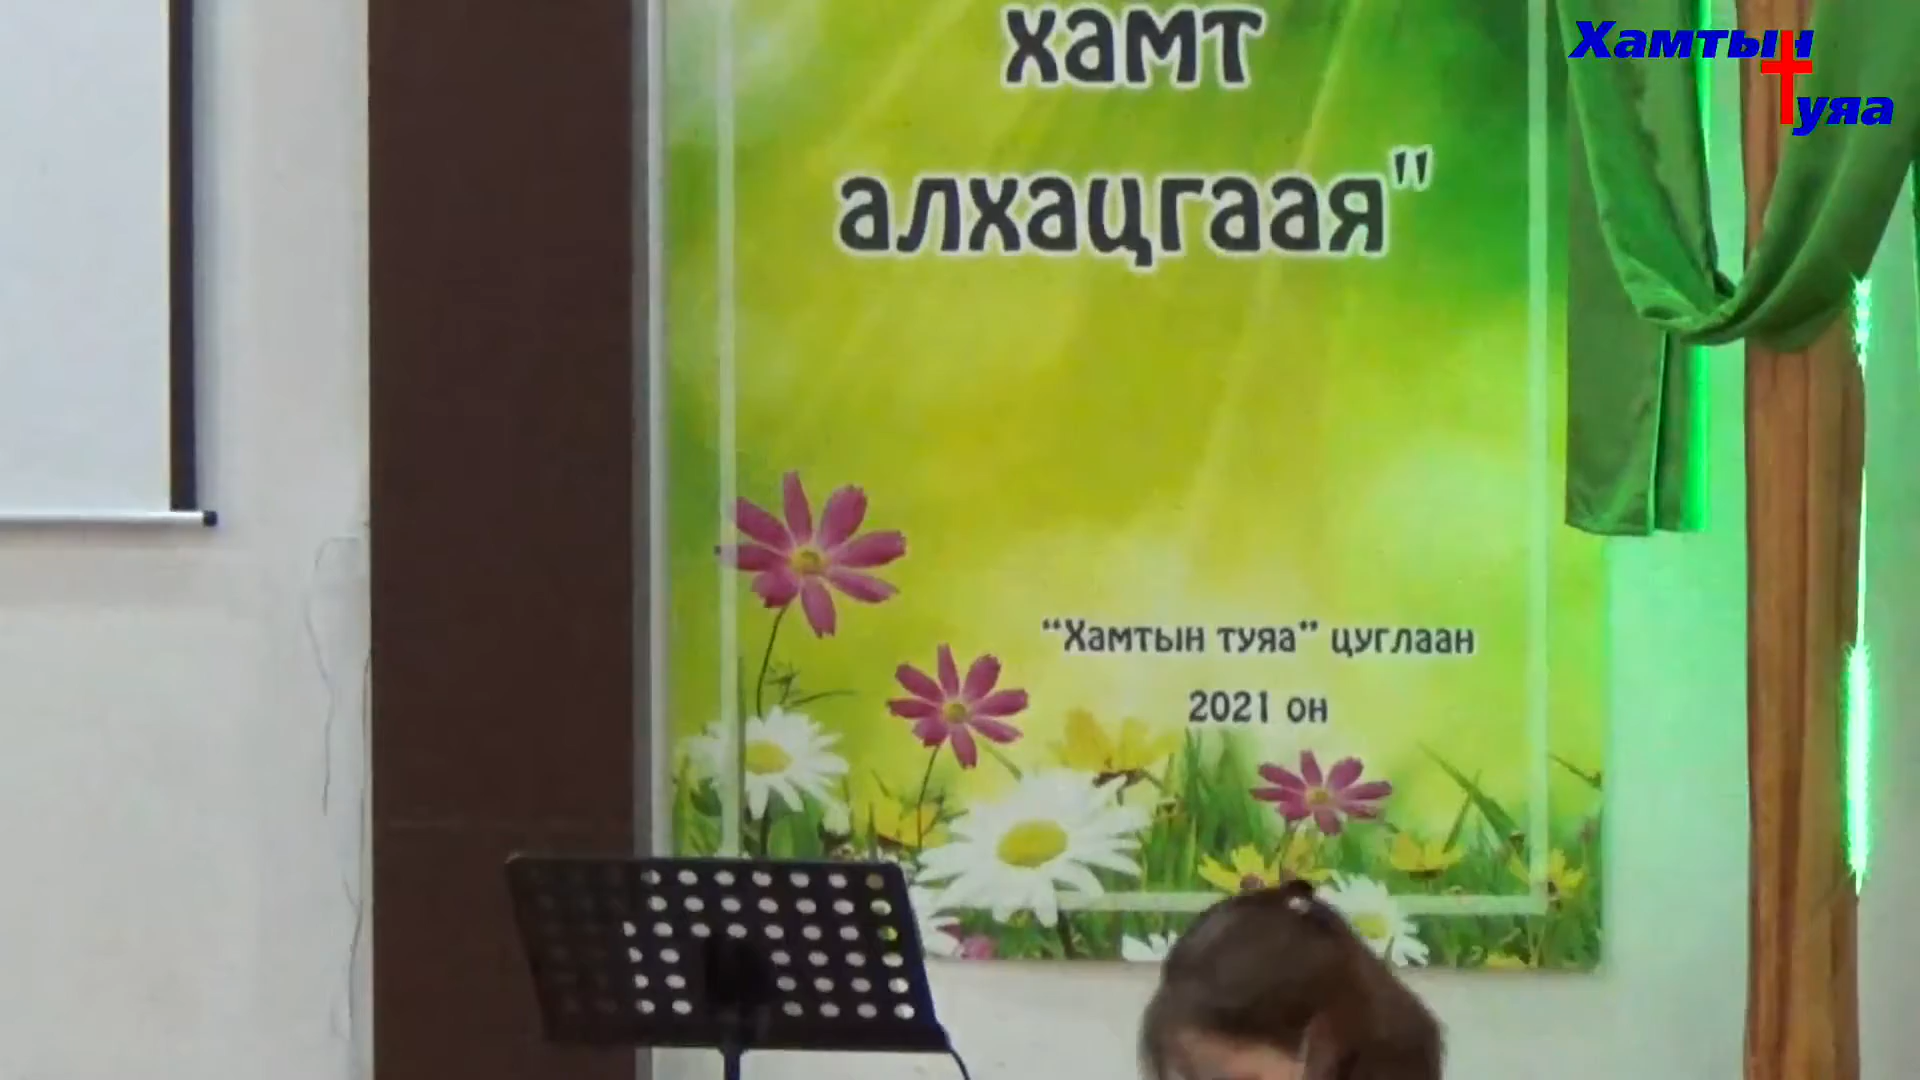 хамт
алхацгаая"
"Хамтын туяа" цуглаан
2021 он
Хамтын
туяа